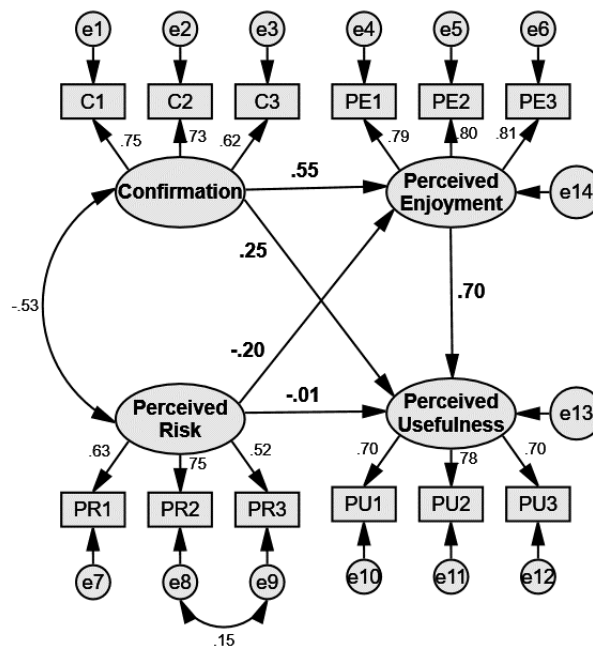 e1 e2 e3 e4 e5 e6
C1 C2 C3 PE1 PE2 PE3
.75 .73 .62 .79 .80 .81
Confirmation
.55
Perceived
Enjoyment
e14
.25
.70
-.53
-.20
-.01
Perceived
Risk
Perceived
Usefulness
e13
.63 .75 .52 .70 .78 .70
PR1 PR2 PR3 PU1 PU2 PU3
e7 e8 e9 e10 e11 e12
.15